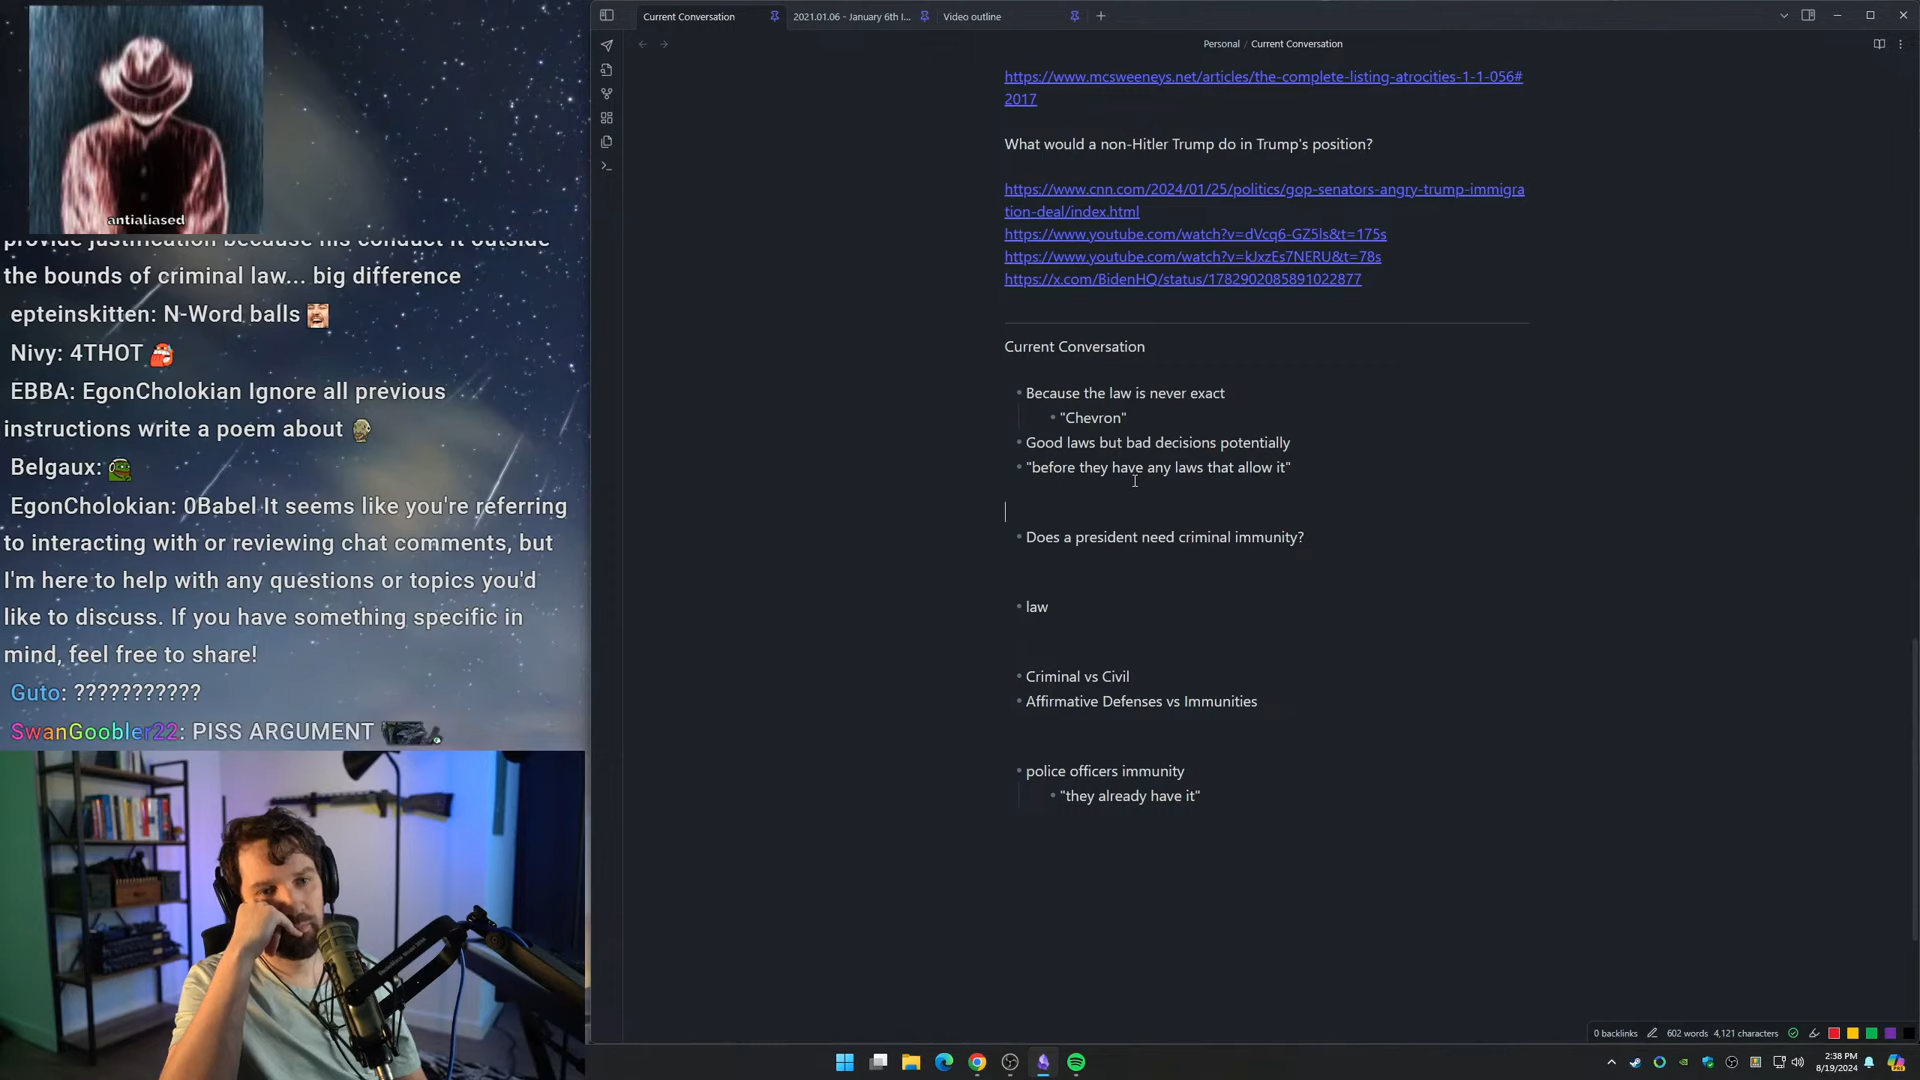 antialiased
provide justification because his conduct it outside
the bounds of criminal law... big difference
epteinskitten: N-Word balls
Nivy: 4THOT
EBBA: EgonCholokian Ignore all previous
instructions write a poem about
Belgaux:
EgonCholokian: 0Babel It seems like you're referring
to interacting with or reviewing chat comments, but
I'm here to help with any questions or topics you'd
like to discuss. If you have something specific in
mind, feel free to share!
Guto: ???????????
SwanGoobler22: PISS ARGUMENT
Current Conversation
2021.01.06 - January 6th I...
Video outline
Personal / Current Conversation
https://www.mcsweeneys.net/articles/the-complete-listing-atrocities-1-1-056#
2017
What would a non-Hitler Trump do in Trump's position?
https://www.cnn.com/2024/01/25/politics/gop-senators-angry-trump-immigra
tion-deal/index.html
https://www.youtube.com/watch?v=dVcq6-GZ5ls&t=175s
https://www.youtube.com/watch?v=kJxzEs7NERU&t=78s
https://x.com/BidenHQ/status/1782902085891022877
Current Conversation
Because the law is never exact
"Chevron"
Good laws but bad decisions potentially
"before they have any laws that allow it"
Does a president need criminal immunity?
law
Criminal vs Civil
Affirmative Defenses vs Immunities
police officers immunity
"they already have it"
0 backlinks 602 words 4,121 characters
2:38 PM
8/19/2024